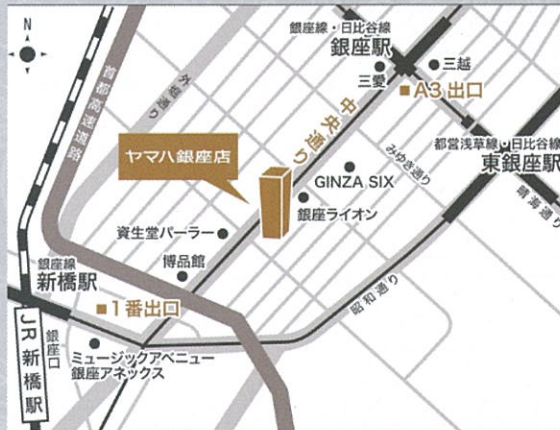 N
銀座線・日比谷線
銀座駅
三越
三愛
A3 出口
首都高速道路
外堀通り
中央通り
都営浅草線・日比谷線
東銀座駅
みゆき通り
晴海通り
ヤマハ銀座店
GINZA SIX
銀座ライオン
資生堂パーラー
博品館
銀座線
新橋駅
1番出口
昭和通り
JR新橋駅
銀座口
ミュージックアベニュー
銀座アネックス